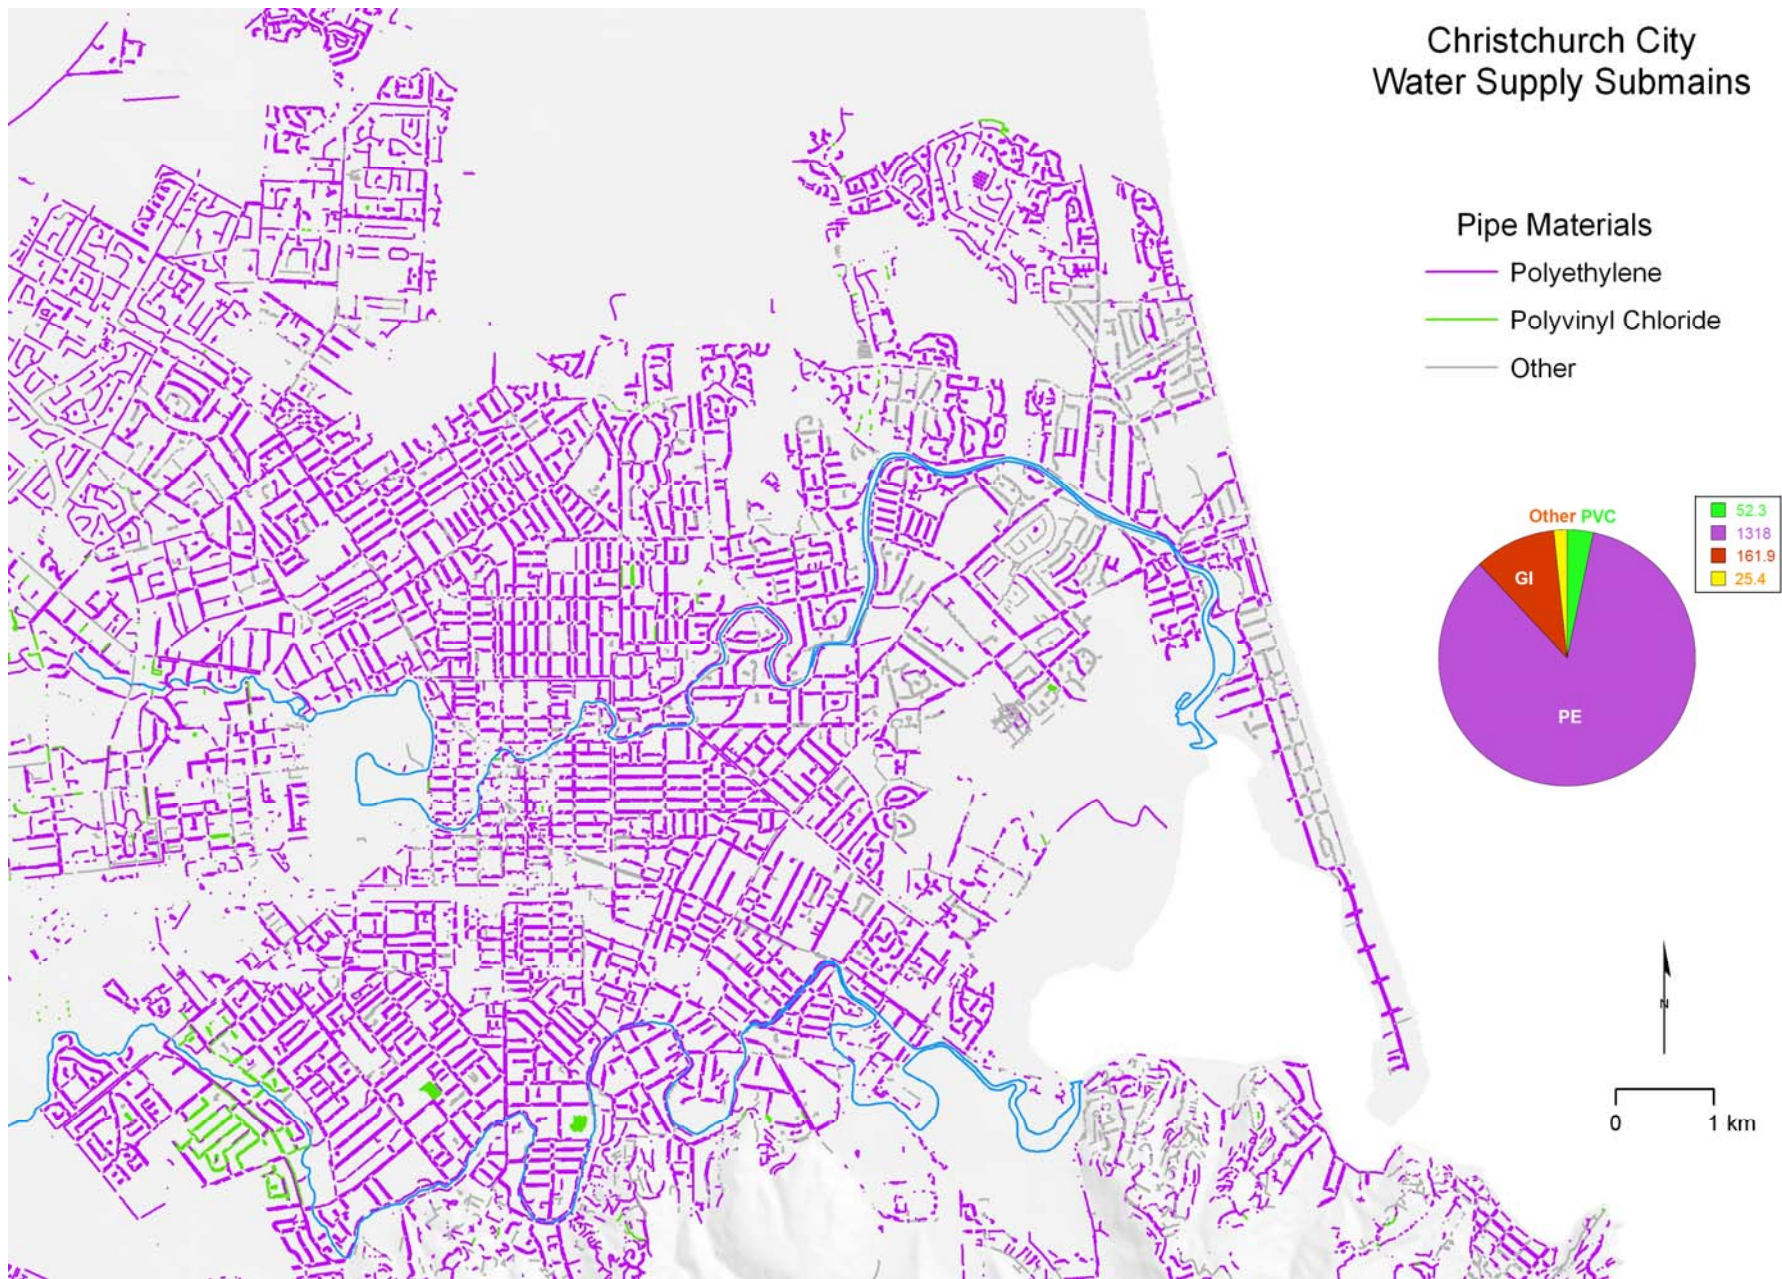 Christchurch City
Water Supply Submains
Pipe Materials
Polyethylene
Polyvinyl Chloride
Other
Other PVC
GI
PE
52.3
1318
161.9
25.4
N
0 1 km